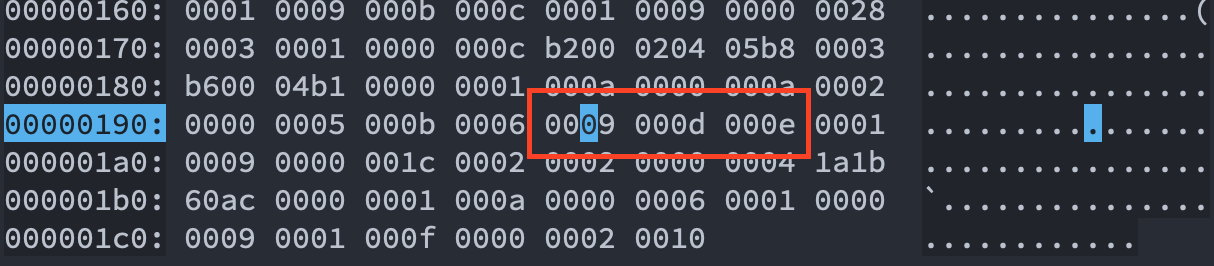 00000160: 0001 0009 000b 000c 0001 0009 0000 0028 ...............(
00000170: 0003 0001 0000 000c b200 0204 05b8 0003 ................
00000180: b600 04b1 0000 0001 000a 0000 000a 0002 ................
00000190: 0000 0005 000b 0006 0009 000d 000e 0001 ................
000001a0: 0009 0000 001c 0002 0002 0000 0004 1a1b ................
000001b0: 60ac 0000 0001 000a 0000 0006 0001 0000 `...............
000001c0: 0009 0001 000f 0000 0002 0010 ............